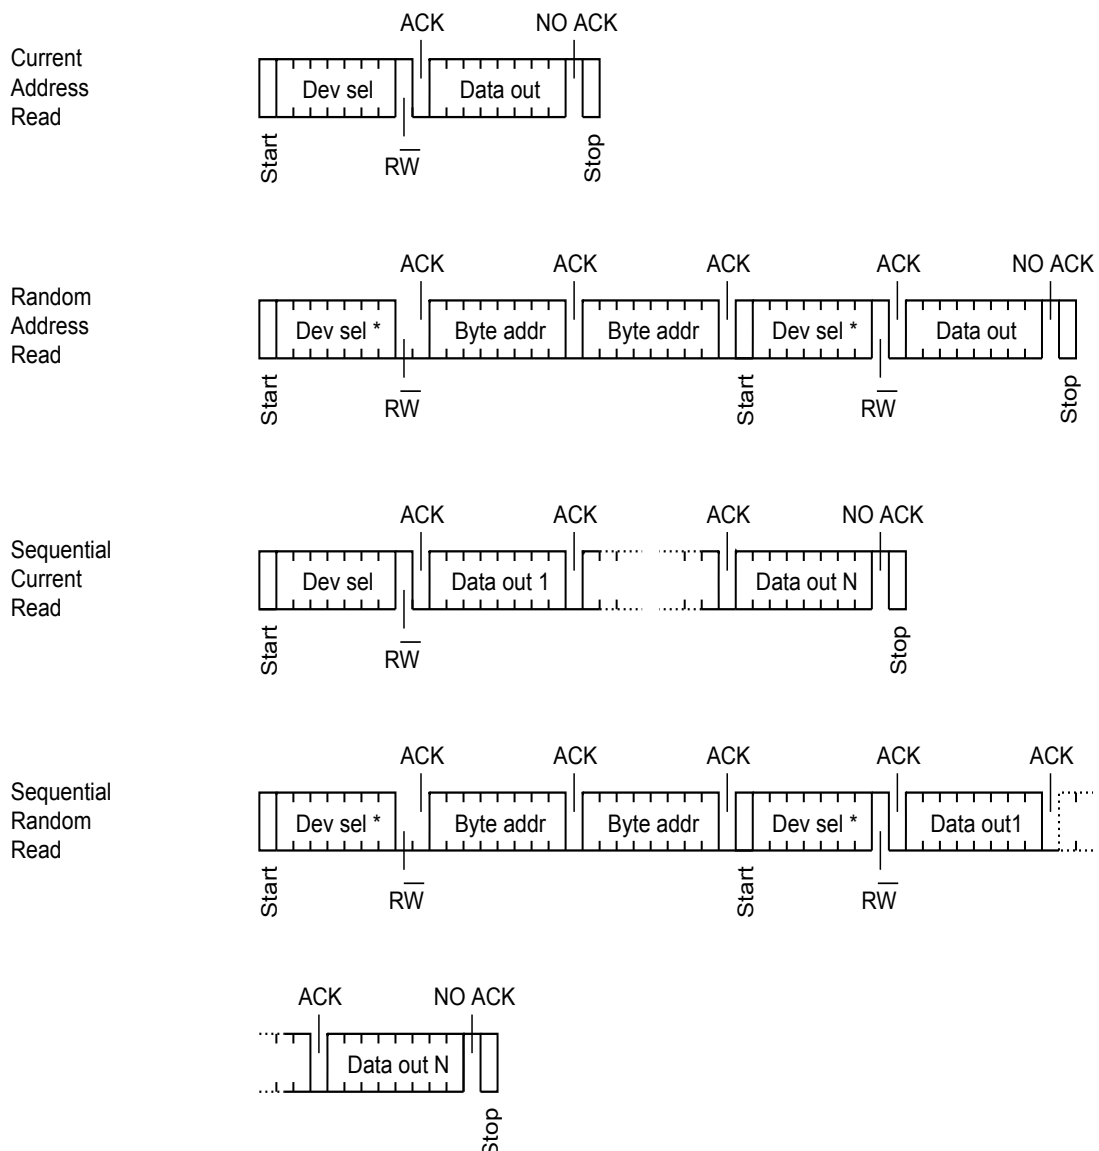 ACK NO ACK
Current
Address
Read
Dev sel Data out
Start RW Stop
ACK ACK ACK ACK NO ACK
Random
Address
Read
Dev sel * Byte addr Byte addr Dev sel * Data out
Start RW Start RW Stop
ACK ACK ACK NO ACK
Sequential
Current
Read
Dev sel Data out 1 Data out N
Start RW Stop
ACK ACK ACK ACK ACK
Sequential
Random
Read
Dev sel * Byte addr Byte addr Dev sel * Data out1
Start RW Start RW
ACK NO ACK
Data out N
Stop